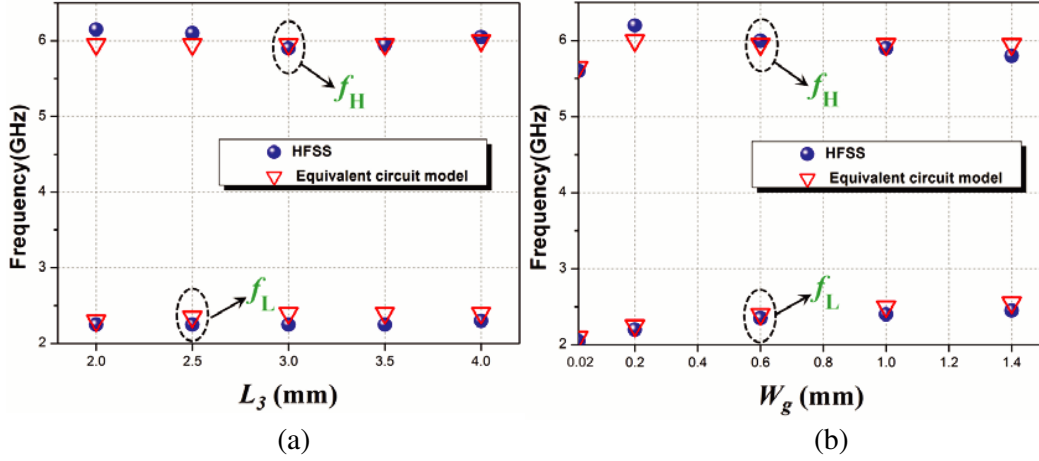 Frequency(GHz)
6
5
4
3
2
f_H
HFSS
Equivalent circuit model
f_L
2.0 2.5 3.0 3.5 4.0
L_3 (mm)
(a)
Frequency(GHz)
6
5
4
3
2
f_H
HFSS
Equivalent circuit model
f_L
0.02 0.2 0.4 0.6 0.8 1.0 1.2 1.4
W_g (mm)
(b)